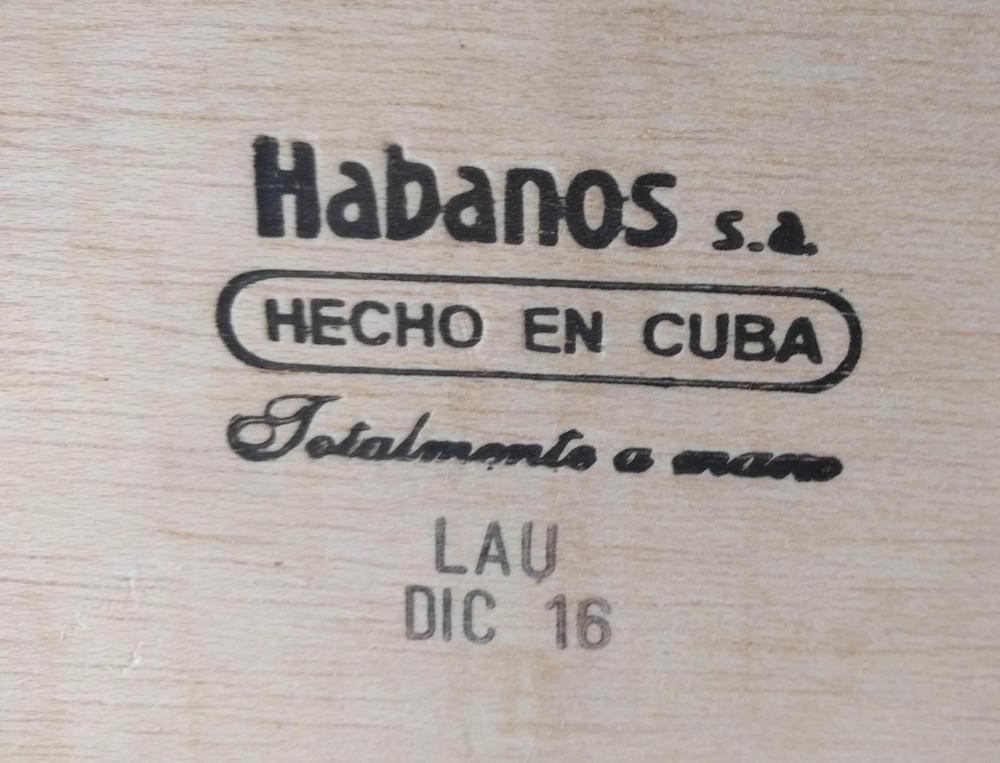 Habanos s.a.
HECHO EN CUBA
Totalmente a mano
LAU
DIC 16